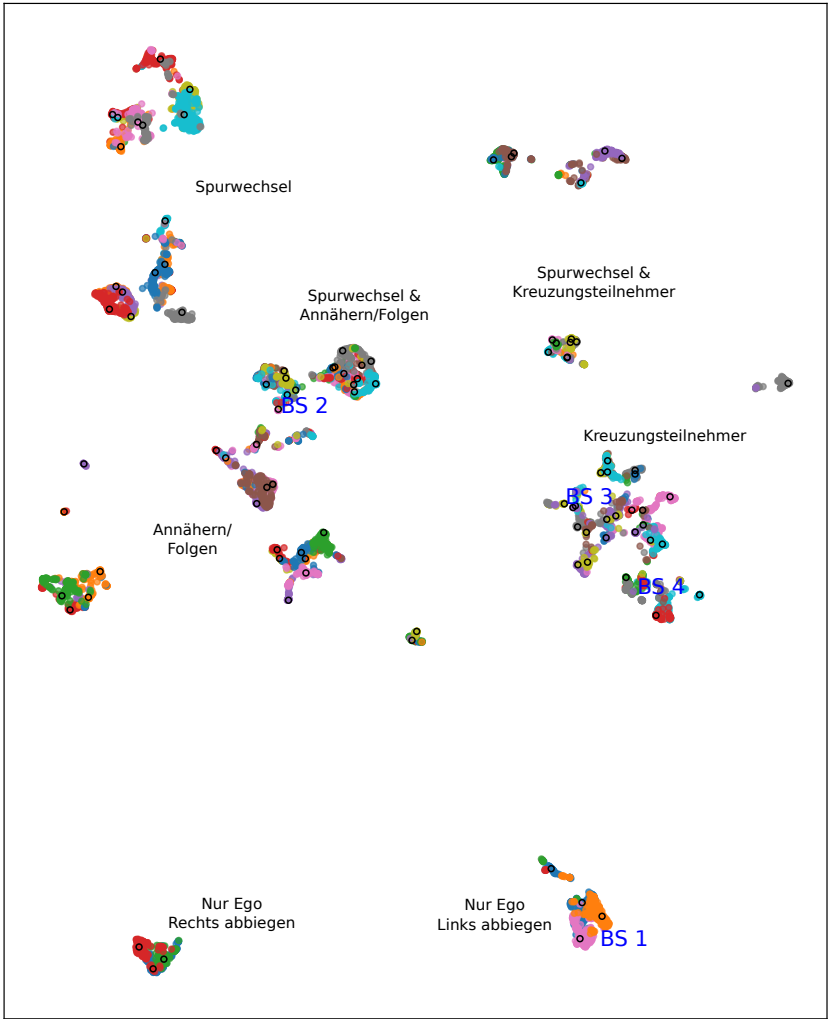 Spurwechsel
Spurwechsel &
Kreuzungsteilnehmer
Spurwechsel &
Annähern/Folgen
BS 2
Kreuzungsteilnehmer
BS 3
Annähern/
Folgen
BS 4
Nur Ego
Rechts abbiegen
Nur Ego
Links abbiegen
BS 1